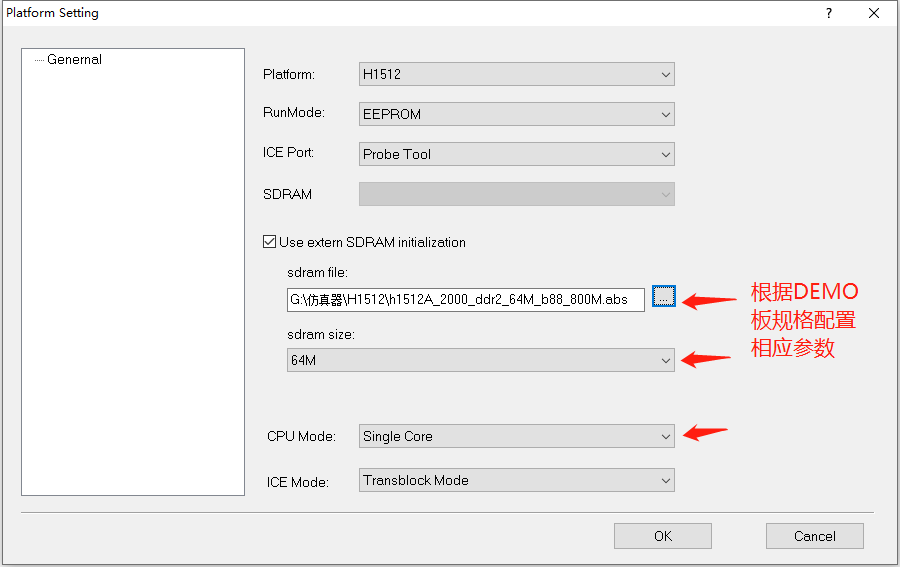 Platform Setting
General
Platform:
H1512
RunMode:
EEPROM
ICE Port:
Probe Tool
SDRAM
Use extern SDRAM initialization
sdram file:
G:\仿真器\H1512\h1512A_2000_ddr2_64M_b88_800M.abs
...
根据DEMO
板规格配置
相应参数
sdram size:
64M
CPU Mode:
Single Core
ICE Mode:
Transblock Mode
OK
Cancel